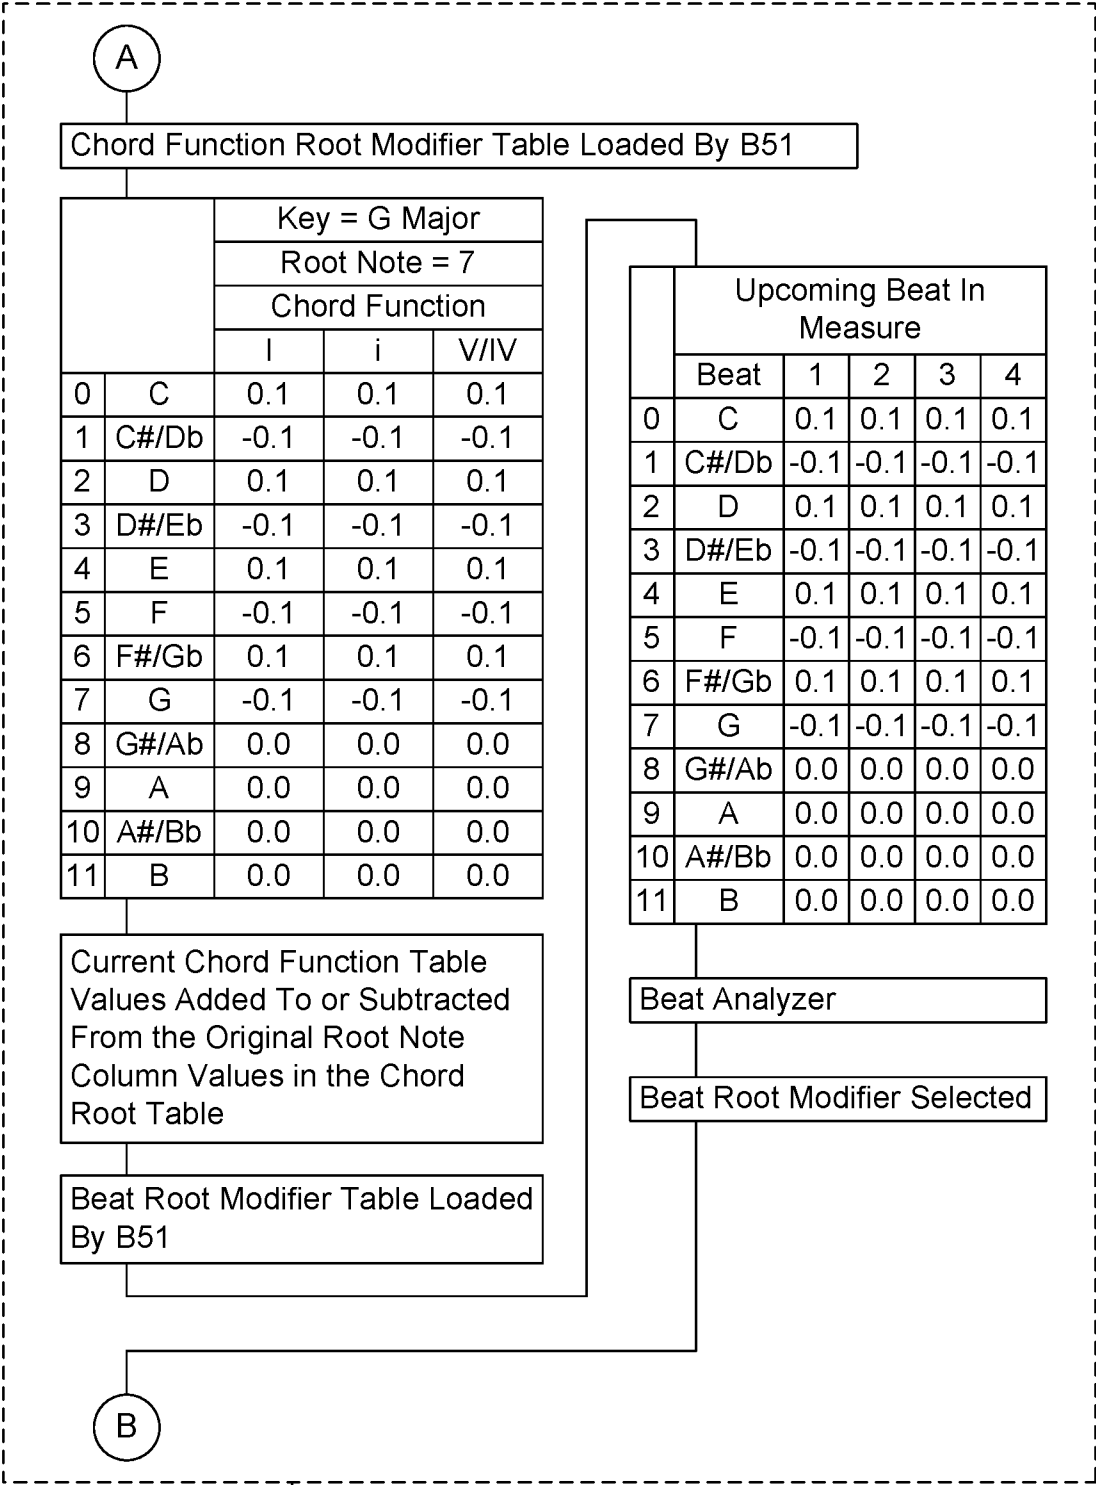 A
Chord Function Root Modifier Table Loaded By B51
Key = G Major
Root Note = 7
Chord Function
I i V/IV
0 C 0.1 0.1 0.1
1 C#/Db -0.1 -0.1 -0.1
2 D 0.1 0.1 0.1
3 D#/Eb -0.1 -0.1 -0.1
4 E 0.1 0.1 0.1
5 F -0.1 -0.1 -0.1
6 F#/Gb 0.1 0.1 0.1
7 G -0.1 -0.1 -0.1
8 G#/Ab 0.0 0.0 0.0
9 A 0.0 0.0 0.0
10 A#/Bb 0.0 0.0 0.0
11 B 0.0 0.0 0.0
Current Chord Function Table
Values Added To or Subtracted
From the Original Root Note
Column Values in the Chord
Root Table
Beat Root Modifier Table Loaded
By B51
Upcoming Beat In
Measure
Beat 1 2 3 4
0 C 0.1 0.1 0.1 0.1
1 C#/Db -0.1 -0.1 -0.1 -0.1
2 D 0.1 0.1 0.1 0.1
3 D#/Eb -0.1 -0.1 -0.1 -0.1
4 E 0.1 0.1 0.1 0.1
5 F -0.1 -0.1 -0.1 -0.1
6 F#/Gb 0.1 0.1 0.1 0.1
7 G -0.1 -0.1 -0.1 -0.1
8 G#/Ab 0.0 0.0 0.0 0.0
9 A 0.0 0.0 0.0 0.0
10 A#/Bb 0.0 0.0 0.0 0.0
11 B 0.0 0.0 0.0 0.0
Beat Analyzer
Beat Root Modifier Selected
B